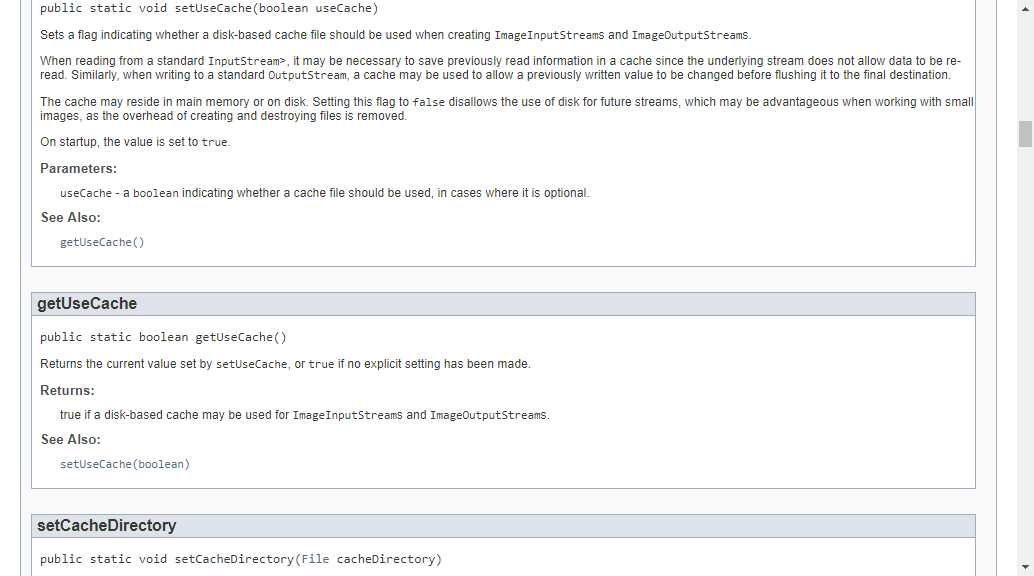 public static void setUseCache(boolean useCache)
Sets a flag indicating whether a disk-based cache file should be used when creating ImageInputStreams and ImageOutputStreams.
When reading from a standard InputStream>, it may be necessary to save previously read information in a cache since the underlying stream does not allow data to be re-
read. Similarly, when writing to a standard OutputStream, a cache may be used to allow a previously written value to be changed before flushing it to the final destination.
The cache may reside in main memory or on disk. Setting this flag to false disallows the use of disk for future streams, which may be advantageous when working with small
images, as the overhead of creating and destroying files is removed.
On startup, the value is set to true.
Parameters:
useCache - a boolean indicating whether a cache file should be used, in cases where it is optional.
See Also:
getUseCache()
getUseCache
public static boolean getUseCache()
Returns the current value set by setUseCache, or true if no explicit setting has been made.
Returns:
true if a disk-based cache may be used for ImageInputStreams and ImageOutputStreams.
See Also:
setUseCache(boolean)
setCacheDirectory
public static void setCacheDirectory(File cacheDirectory)